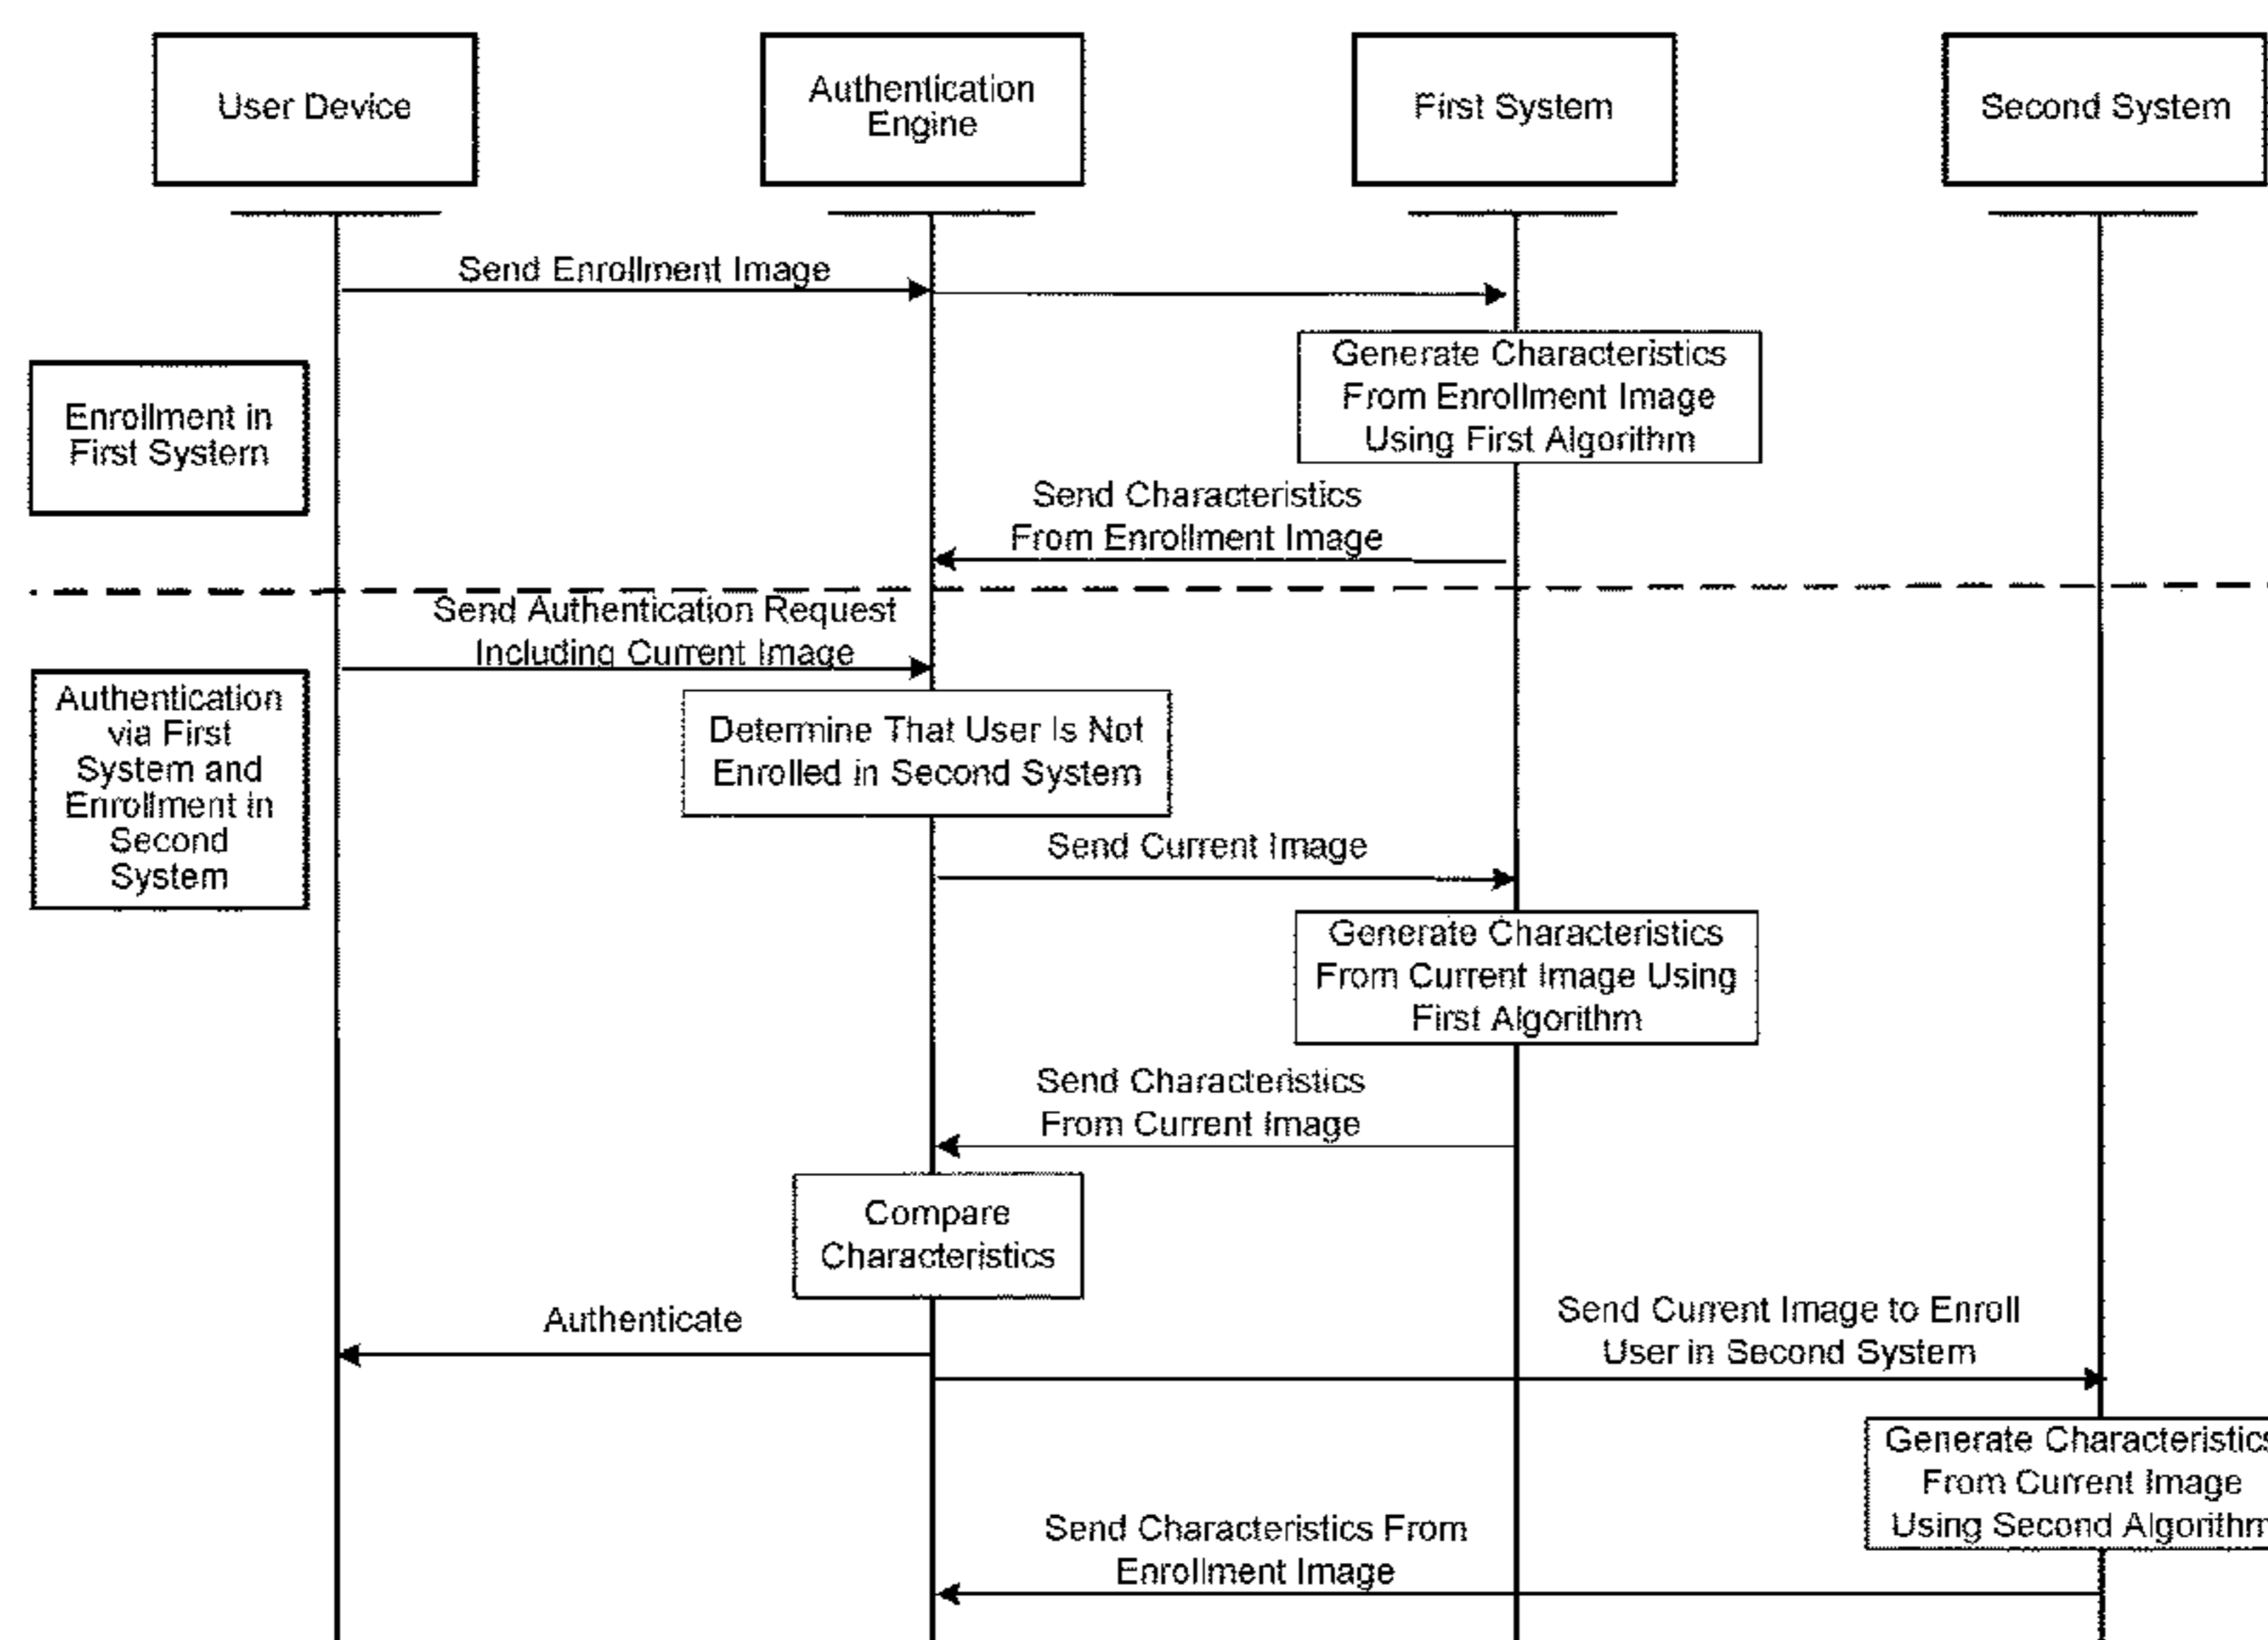 User Device
Authentication
Engine
First System
Second System
Send Enrollment Image
Generate Characteristics
From Enrollment Image
Using First Algorithm
Enrollment in
First System
Send Characteristics
From Enrollment Image
Send Authentication Request
Including Current Image
Authentication
via First
System and
Enrollment in
Second
System
Determine That User Is Not
Enrolled in Second System
Send Current Image
Generate Characteristics
From Current Image Using
First Algorithm
Send Characteristics
From Current Image
Compare
Characteristics
Authenticate
Send Current Image to Enroll
User in Second System
Generate Characteristics
From Current Image
Using Second Algorithm
Send Characteristics From
Enrollment Image